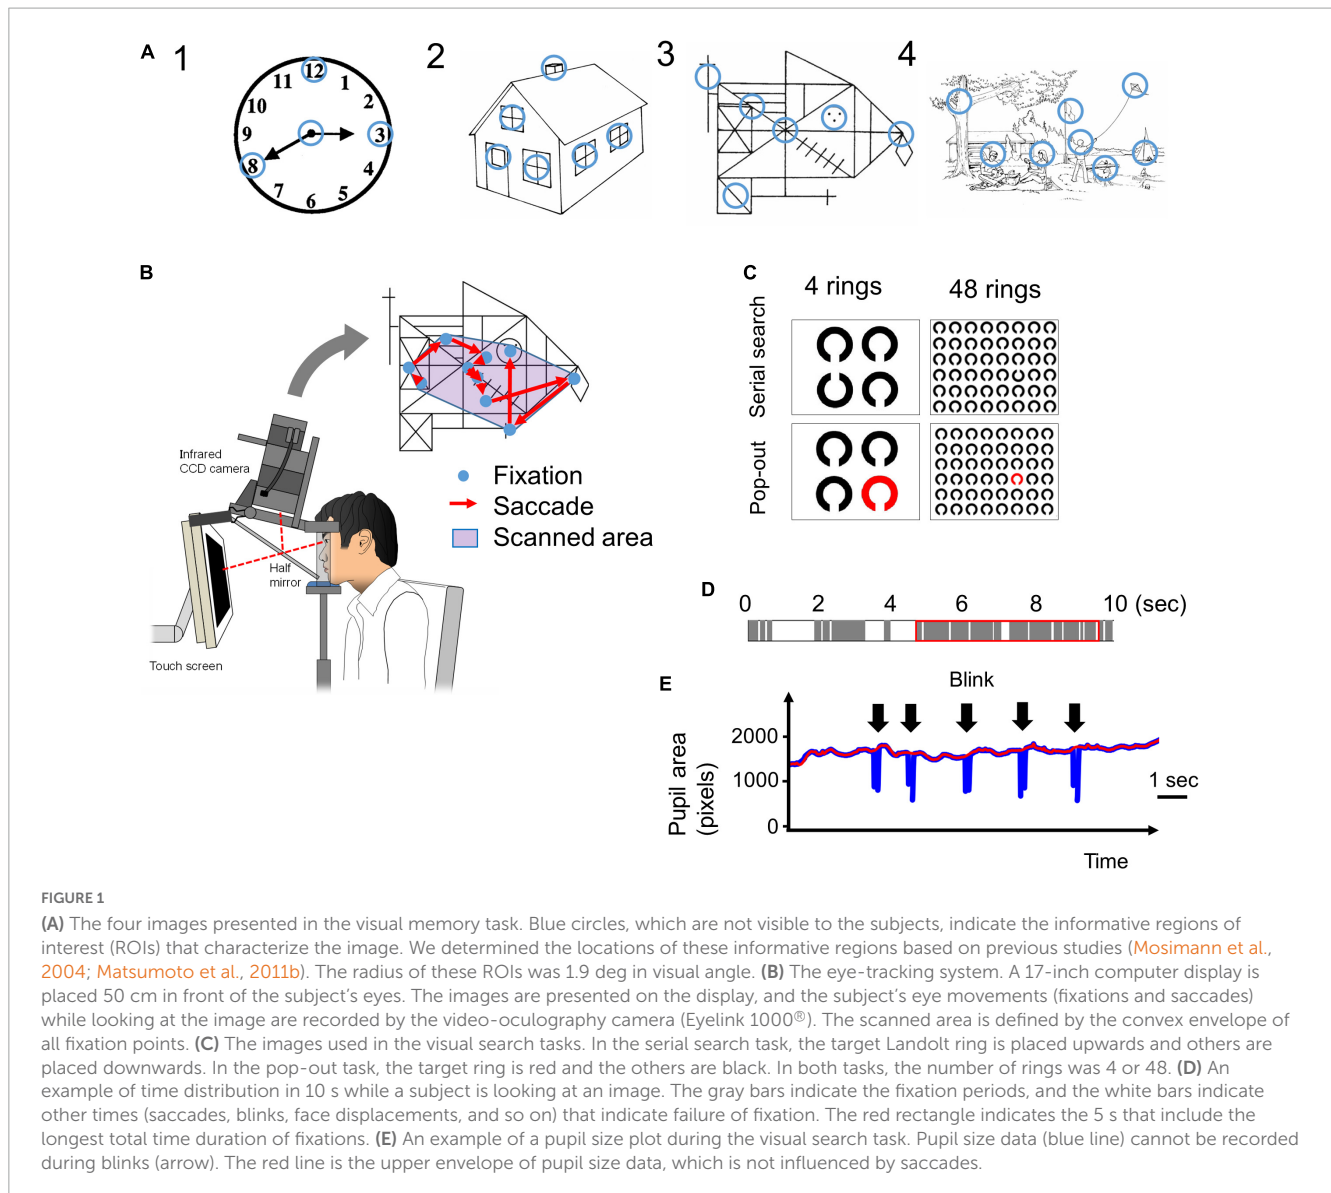 A 1 2 3 4
12
11 1
10 2
9 3
8 4
7 5
6
B
Infrared
CCD camera
Half
mirror
Touch screen
Fixation
Saccade
Scanned area
C
4 rings 48 rings
Serial search
Pop-out
D
0 2 4 6 8 10 (sec)
E
Blink
Pupil area
(pixels)
2000
1000
0
1 sec
Time
FIGURE 1
(A) The four images presented in the visual memory task. Blue circles, which are not visible to the subjects, indicate the informative regions of
interest (ROIs) that characterize the image. We determined the locations of these informative regions based on previous studies (Mosimann et al.,
2004; Matsumoto et al., 2011b). The radius of these ROIs was 1.9 deg in visual angle. (B) The eye-tracking system. A 17-inch computer display is
placed 50 cm in front of the subject's eyes. The images are presented on the display, and the subject's eye movements (fixations and saccades)
while looking at the image are recorded by the video-oculography camera (Eyelink 1000®). The scanned area is defined by the convex envelope of
all fixation points. (C) The images used in the visual search tasks. In the serial search task, the target Landolt ring is placed upwards and others are
placed downwards. In the pop-out task, the target ring is red and the others are black. In both tasks, the number of rings was 4 or 48. (D) An
example of time distribution in 10 s while a subject is looking at an image. The gray bars indicate the fixation periods, and the white bars indicate
other times (saccades, blinks, face displacements, and so on) that indicate failure of fixation. The red rectangle indicates the 5 s that include the
longest total time duration of fixations. (E) An example of a pupil size plot during the visual search task. Pupil size data (blue line) cannot be recorded
during blinks (arrow). The red line is the upper envelope of pupil size data, which is not influenced by saccades.